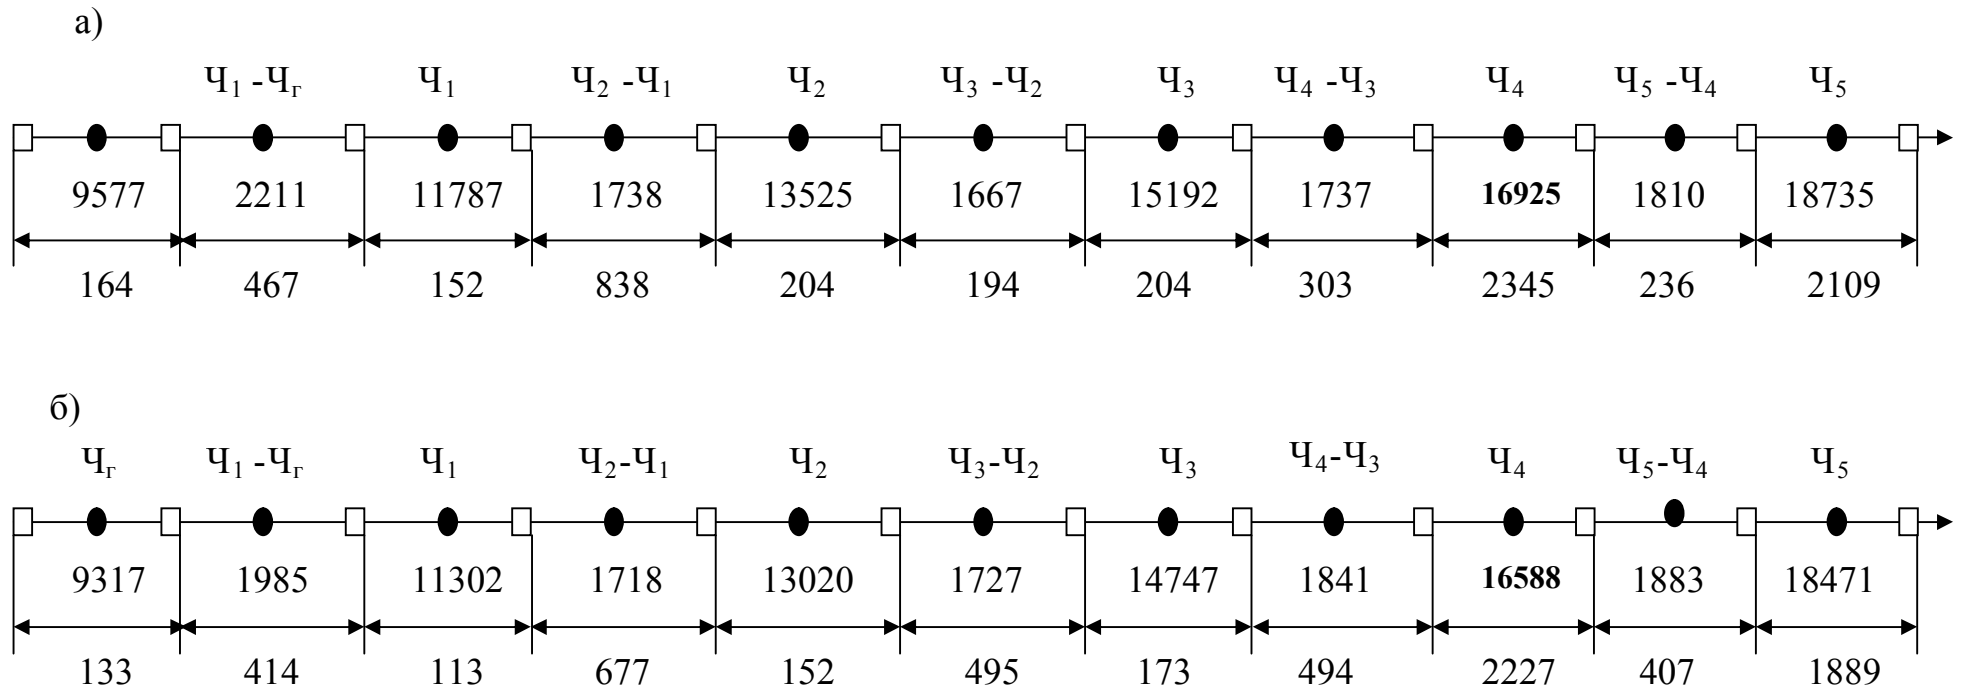 а)
Ч₁ -Чг Ч₁ Ч₂ -Ч₁ Ч₂ Ч₃ -Ч₂ Ч₃ Ч₄ -Ч₃ Ч₄ Ч₅ -Ч₄ Ч₅
9577 2211 11787 1738 13525 1667 15192 1737 16925 1810 18735
164 467 152 838 204 194 204 303 2345 236 2109
б)
Чг Ч₁ -Чг Ч₁ Ч₂-Ч₁ Ч₂ Ч₃-Ч₂ Ч₃ Ч₄-Ч₃ Ч₄ Ч₅-Ч₄ Ч₅
9317 1985 11302 1718 13020 1727 14747 1841 16588 1883 18471
133 414 113 677 152 495 173 494 2227 407 1889